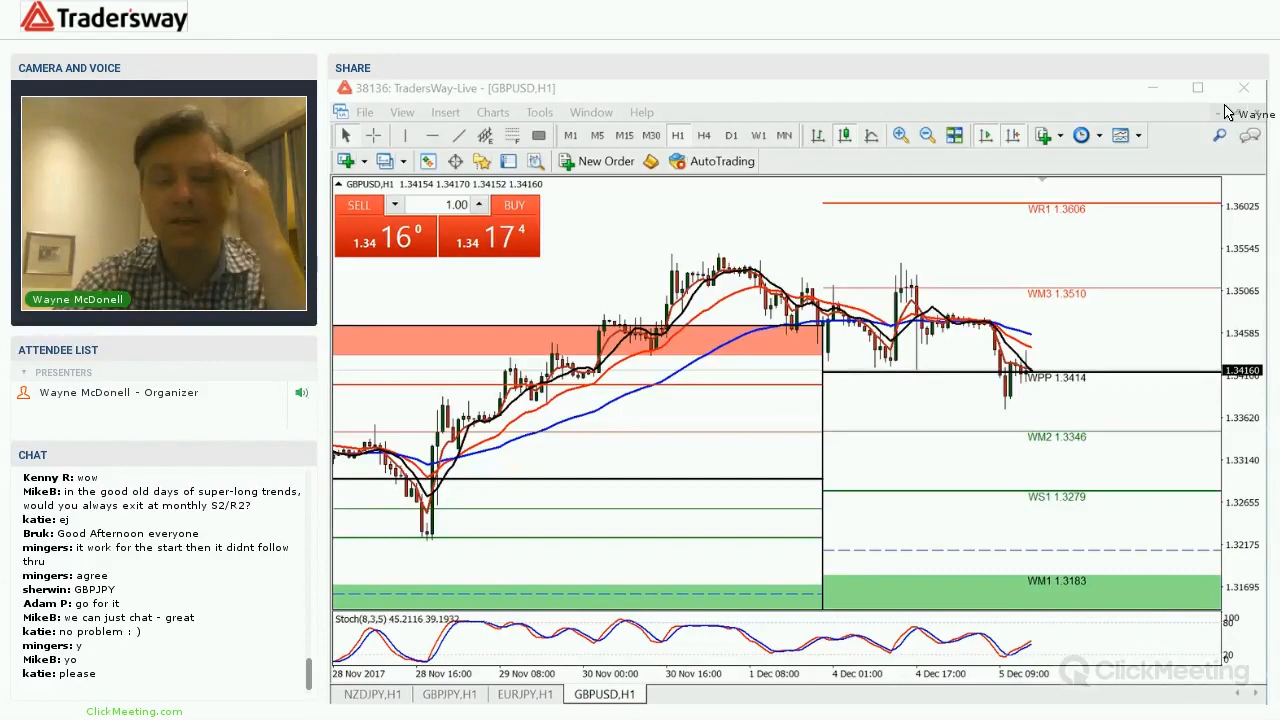 Tradersway
CAMERA AND VOICE
Wayne McDonell
ATTENDEE LIST
PRESENTERS
Wayne McDonell - Organizer
CHAT
Kenny R: wow
MikeB: in the good old days of super-long trends,
would you always exit at monthly S2/R2?
katie: ej
Bruk: Good Afternoon everyone
mingers: it work for the start then it didnt follow
thru
mingers: agree
sherwin: GBPJPY
Adam P: go for it
MikeB: we can just chat - great
katie: no problem : )
mingers: y
MikeB: yo
katie: please
ClickMeeting.com
SHARE
38136: TradersWay-Live - [GBPUSD,H1]
File View Insert Charts Tools Window Help
Wayne
M1 M5 M15 M30 H1 H4 D1 W1 MN
New Order AutoTrading
GBPUSD,H1 1.34154 1.34170 1.34152 1.34160
SELL 1.00 BUY
1.34 16 0 1.34 17 4
WR1 1.3606
WM3 1.3510
WPP 1.3414
WM2 1.3346
WS1 1.3279
WM1 1.3183
1.36025
1.35545
1.35065
1.34585
1.34160
1.33620
1.33140
1.32655
1.32175
1.31695
Stoch(8,3,5) 45.2116 39.1932
100
80
20
0
28 Nov 2017 28 Nov 16:00 29 Nov 08:00 30 Nov 00:00 30 Nov 16:00 1 Dec 08:00 4 Dec 01:00 4 Dec 17:00 5 Dec 09:00
ClickMeeting
NZDJPY,H1 GBPJPY,H1 EURJPY,H1 GBPUSD,H1